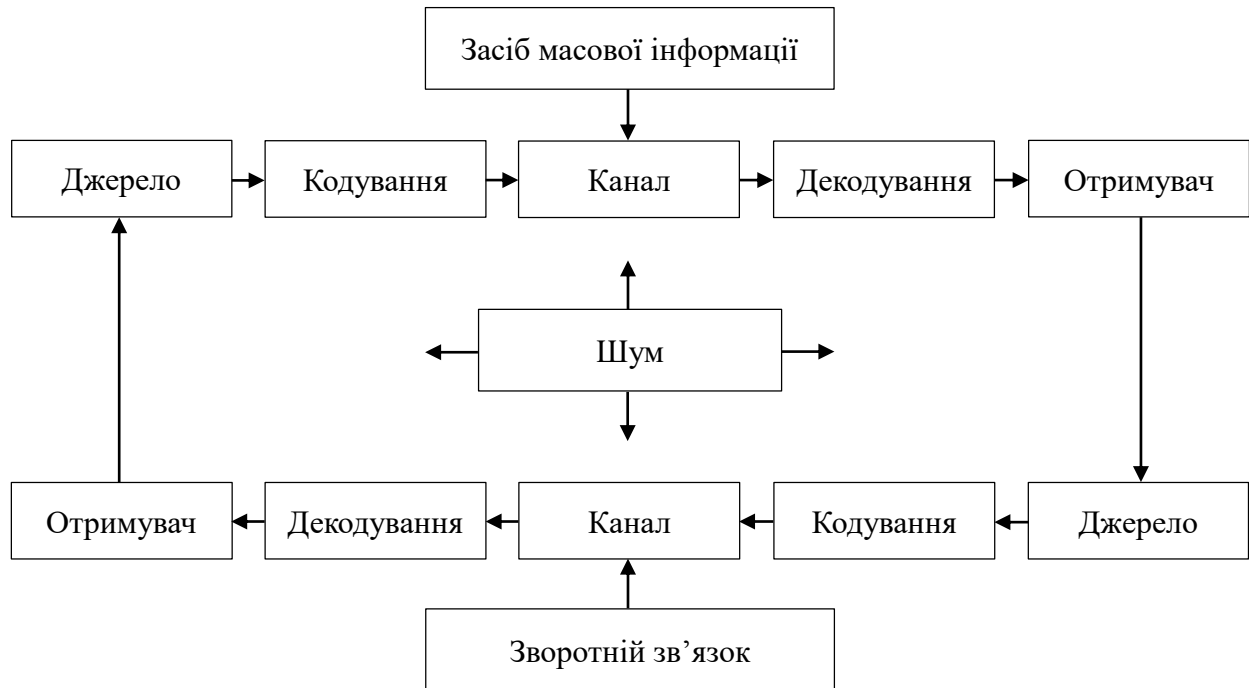 Засіб масової інформації
Джерело
Кодування
Канал
Декодування
Отримувач
Шум
Отримувач
Декодування
Канал
Кодування
Джерело
Зворотній зв’язок